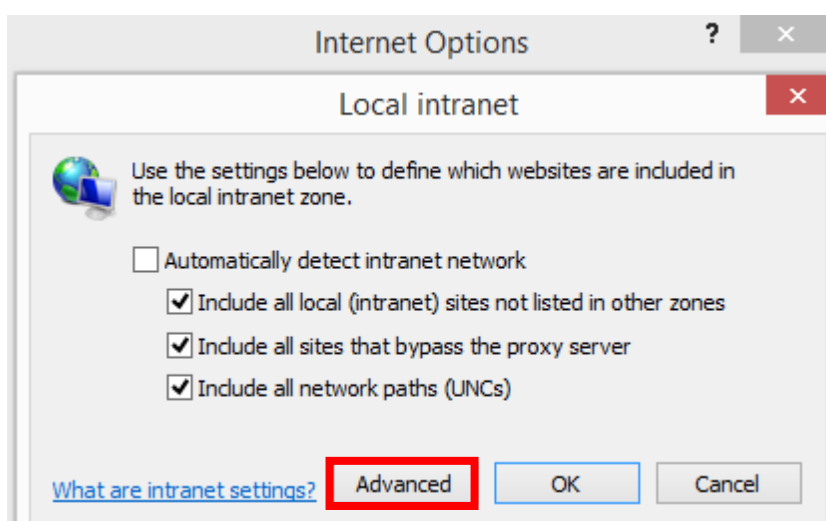 Internet Options
?
×
Local intranet
×
Use the settings below to define which websites are included in
the local intranet zone.
Automatically detect intranet network
Include all local (intranet) sites not listed in other zones
Include all sites that bypass the proxy server
Include all network paths (UNCs)
What are intranet settings?
Advanced
OK
Cancel